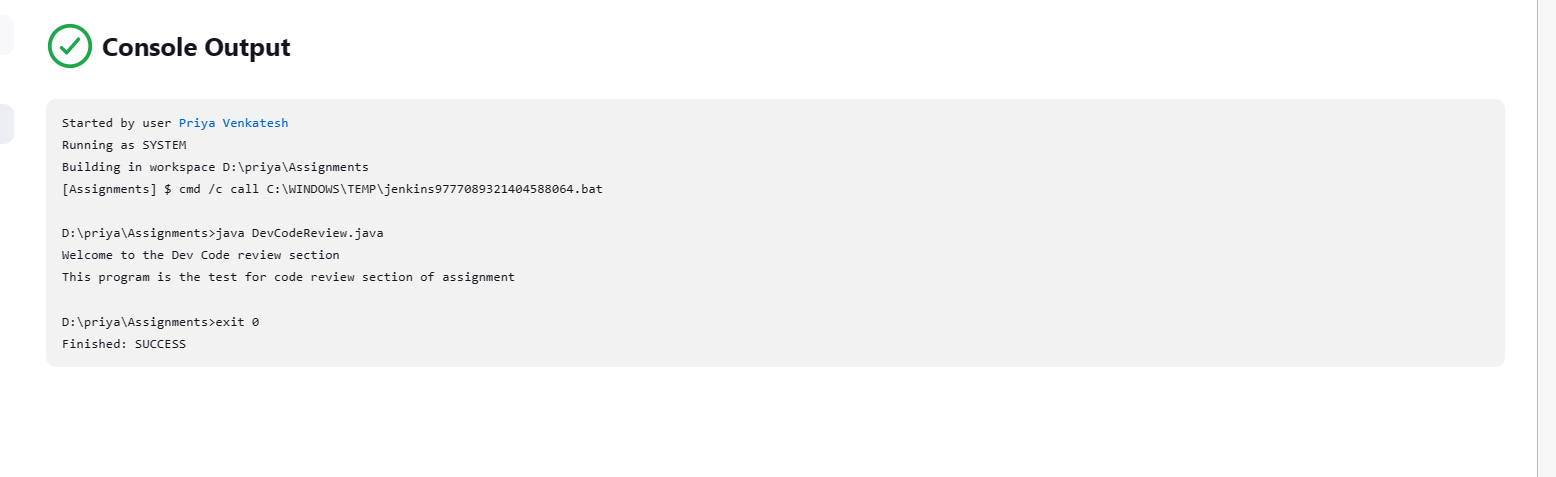 Console Output
Started by user Priya Venkatesh
Running as SYSTEM
Building in workspace D:\priya\Assignments
[Assignments] $ cmd /c call C:\WINDOWS\TEMP\jenkins9777089321404588064.bat
D:\priya\Assignments>java DevCodeReview.java
Welcome to the Dev Code review section
This program is the test for code review section of assignment
D:\priya\Assignments>exit 0
Finished: SUCCESS